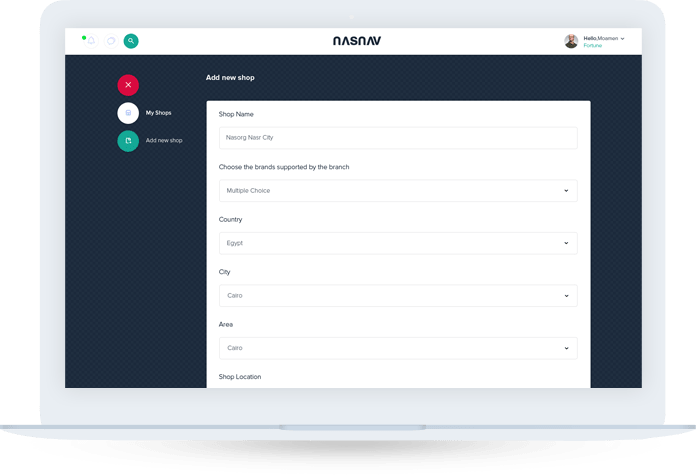 NASNAV
Hello,Moamen
Fortune.
Add new shop
My Shops
Add new shop
Shop Name
Nasorg Nasr City
Choose the brands supported by the branch
Multiple Choice
Country
Egypt
City
Cairo
Area
Cairo
Shop Location